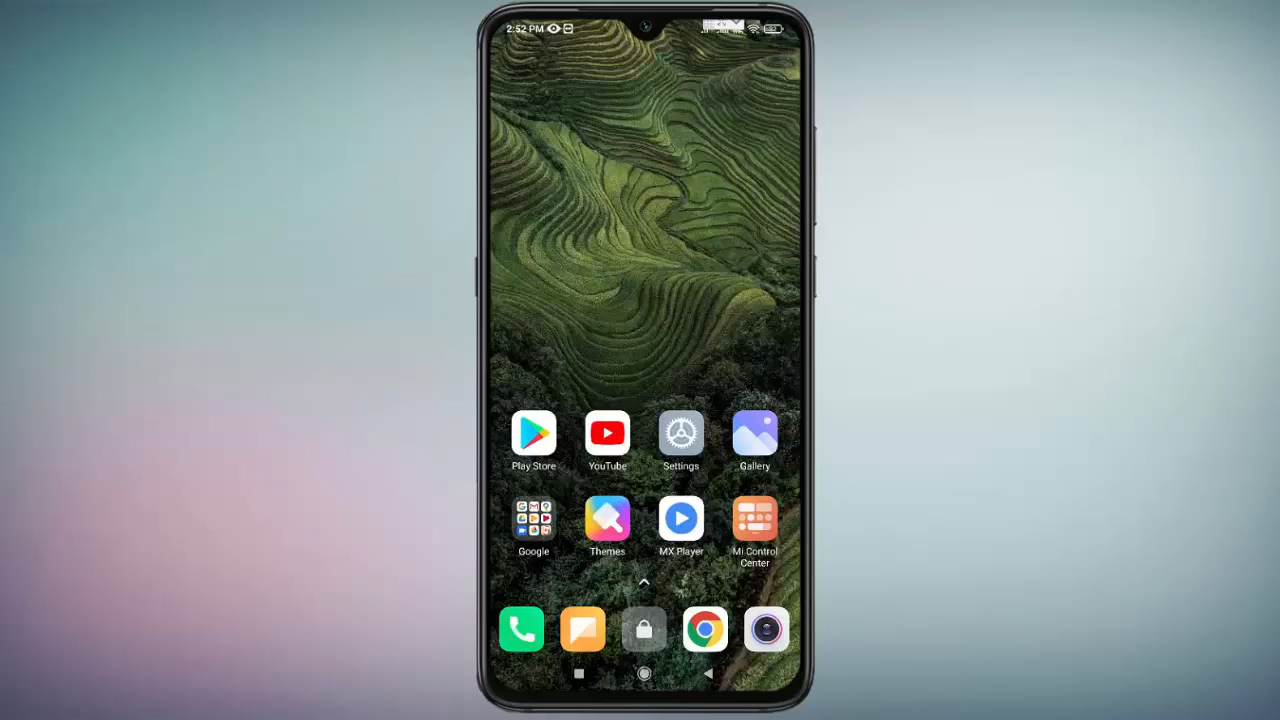 2:52 PM
Play Store
YouTube
Settings
Gallery
Google
Themes
MX Player
Mi Control
Center